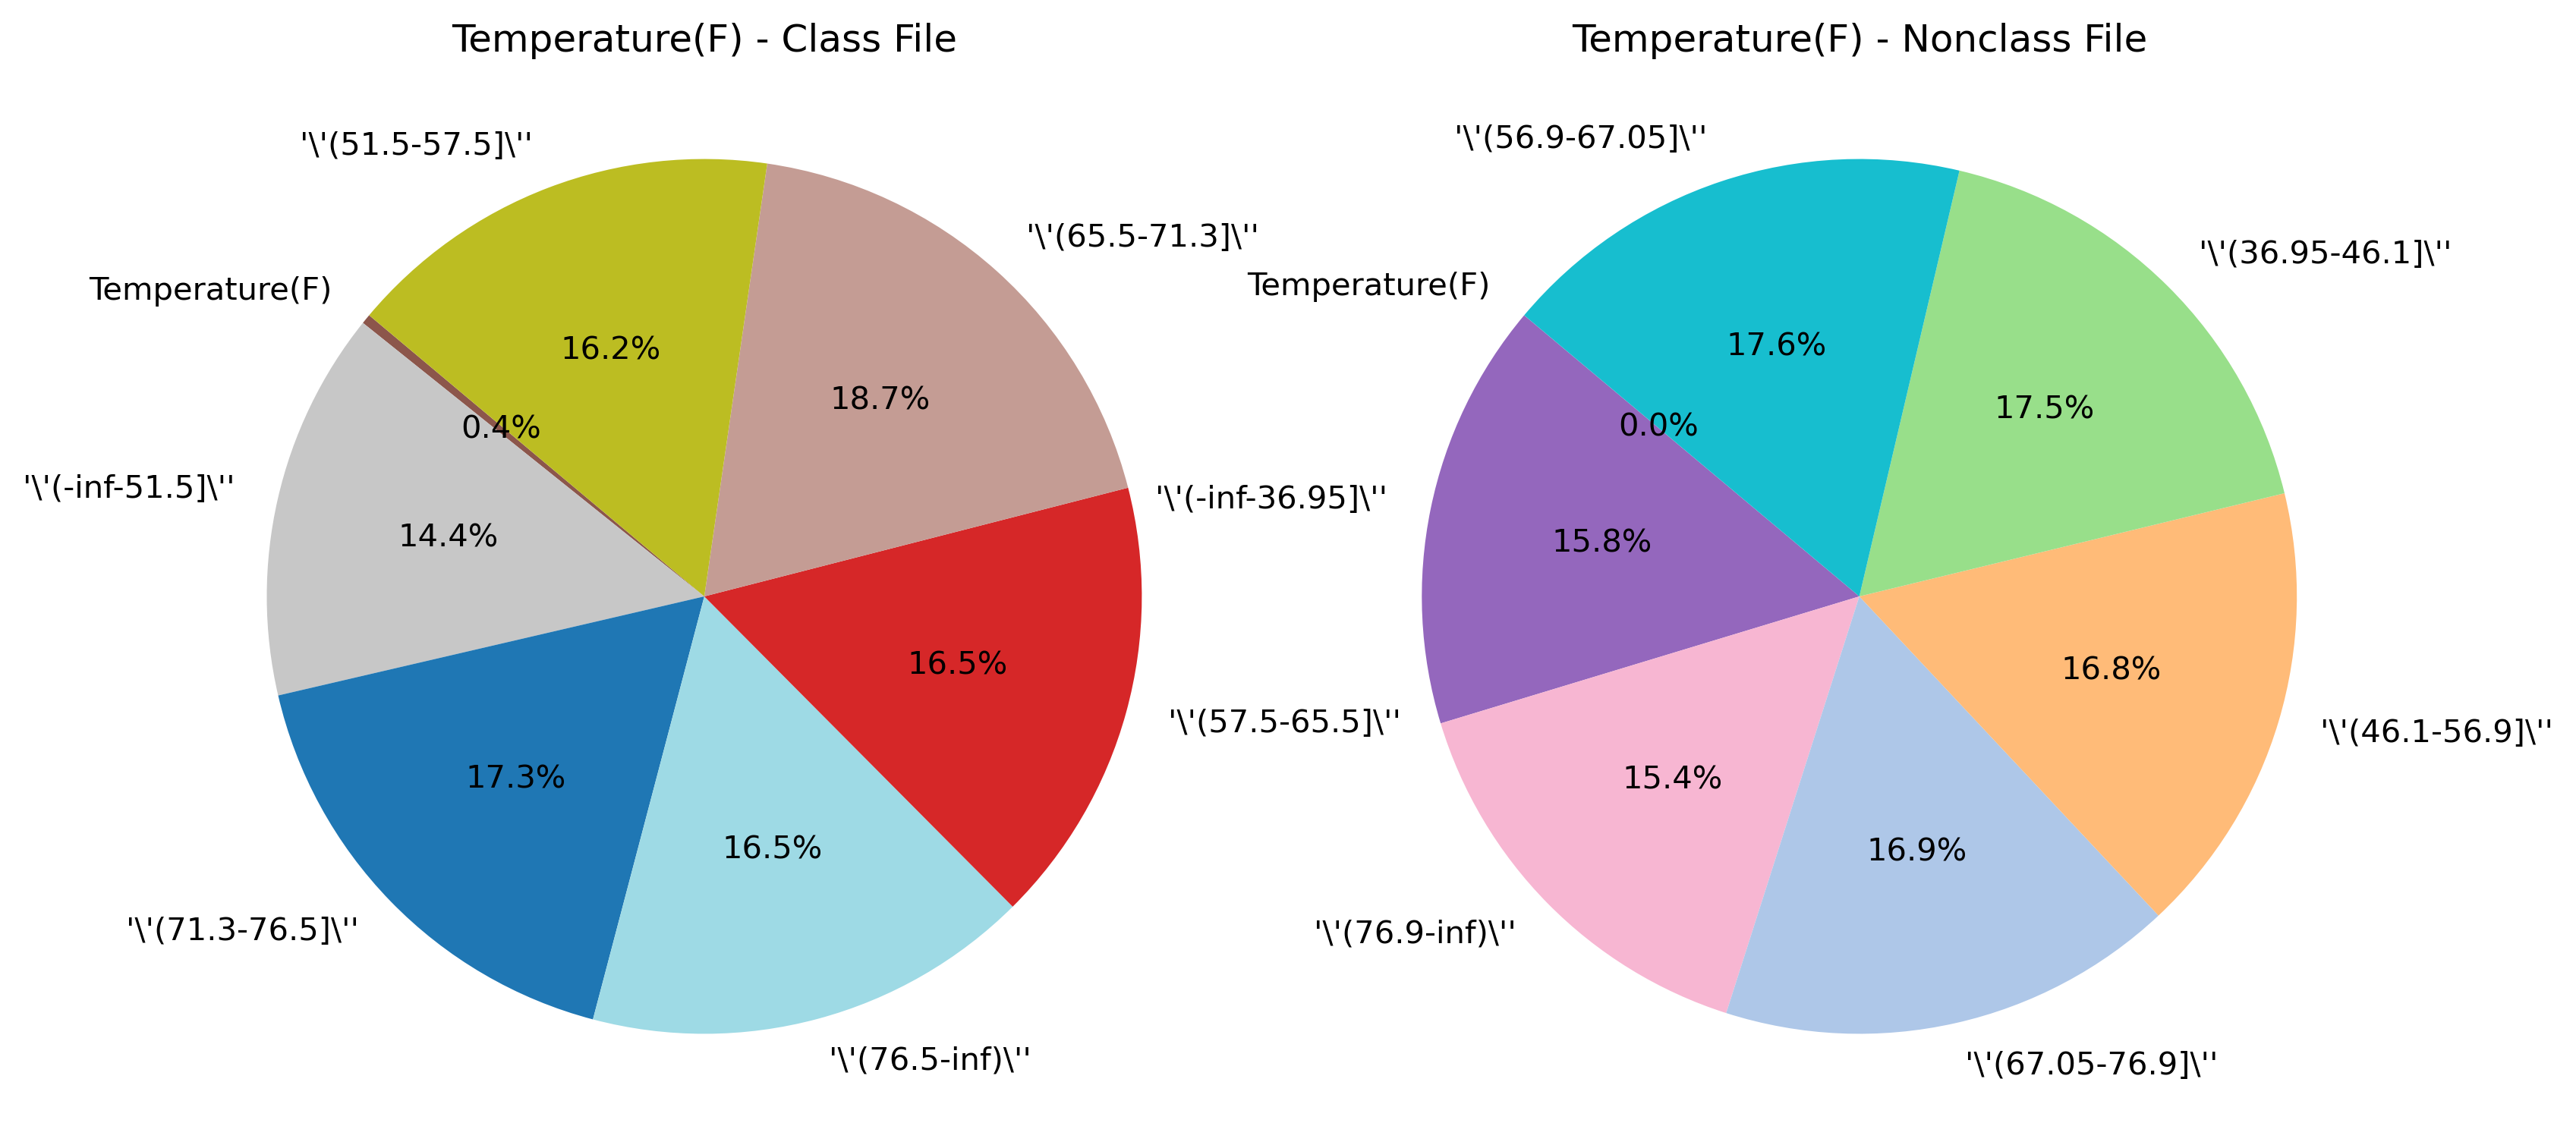 Temperature(F) - Class File
'\'(51.5-57.5]\''
'\'(65.5-71.3]\''
Temperature(F)
16.2%
18.7%
0.4%
'\'(-inf-51.5]\''
14.4%
16.5%
'\'(57.5-65.5]\''
17.3%
16.5%
'\'(71.3-76.5]\''
'\'(76.5-inf)\''
Temperature(F) - Nonclass File
'\'(56.9-67.05]\''
'\'(36.95-46.1]\''
Temperature(F)
17.6%
17.5%
0.0%
'\'(-inf-36.95]\''
15.8%
16.8%
'\'(46.1-56.9]\''
15.4%
16.9%
'\'(76.9-inf)\''
'\'(67.05-76.9]\''